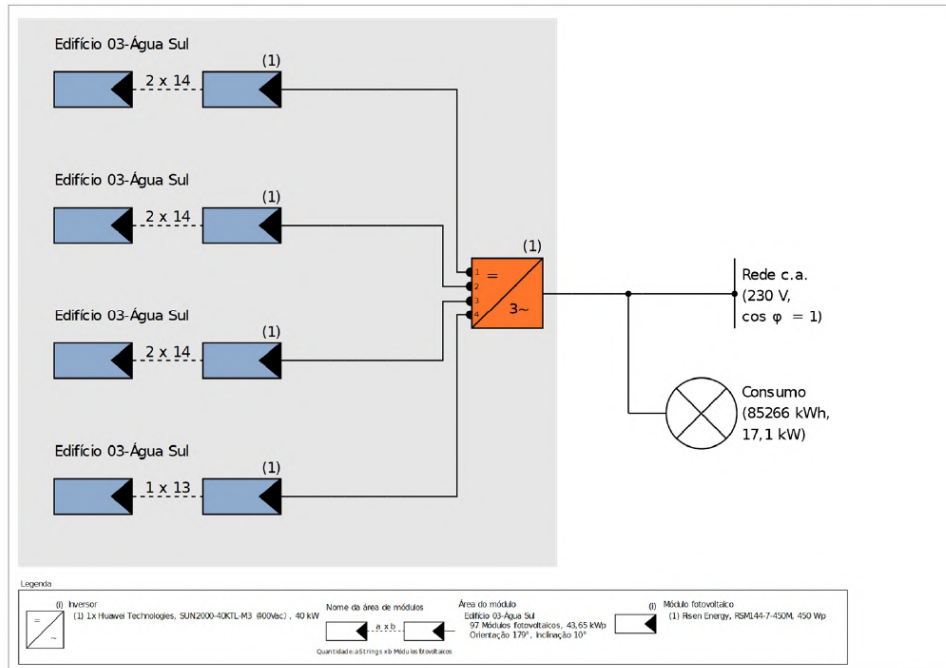 Edifício 03-Água Sul
(1)
2 x 14
Edifício 03-Água Sul
(1)
2 x 14
(1)
1
2
3
4
=
3~
Rede c.a.
(230 V,
cos φ = 1)
Edifício 03-Água Sul
(1)
2 x 14
Consumo
(85266 kWh,
17,1 kW)
Edifício 03-Água Sul
(1)
1 x 13
Legenda
(i) Inversor
(1) 1x Huawei Technologies, SUN2000-40KTL-M3 (400Vac) , 40 kW
=
~
Nome da área de módulos
a x b
Quantidade a Strings x b Módulos fotovoltaicos
Área do módulo
Edifício 03-Água Sul
97 Módulos fotovoltaicos, 43,65 kWp
Orientação 179°, Inclinação 10°
(i) Módulo fotovoltaico
(1) Risen Energy, RSM144-7-450M, 450 Wp